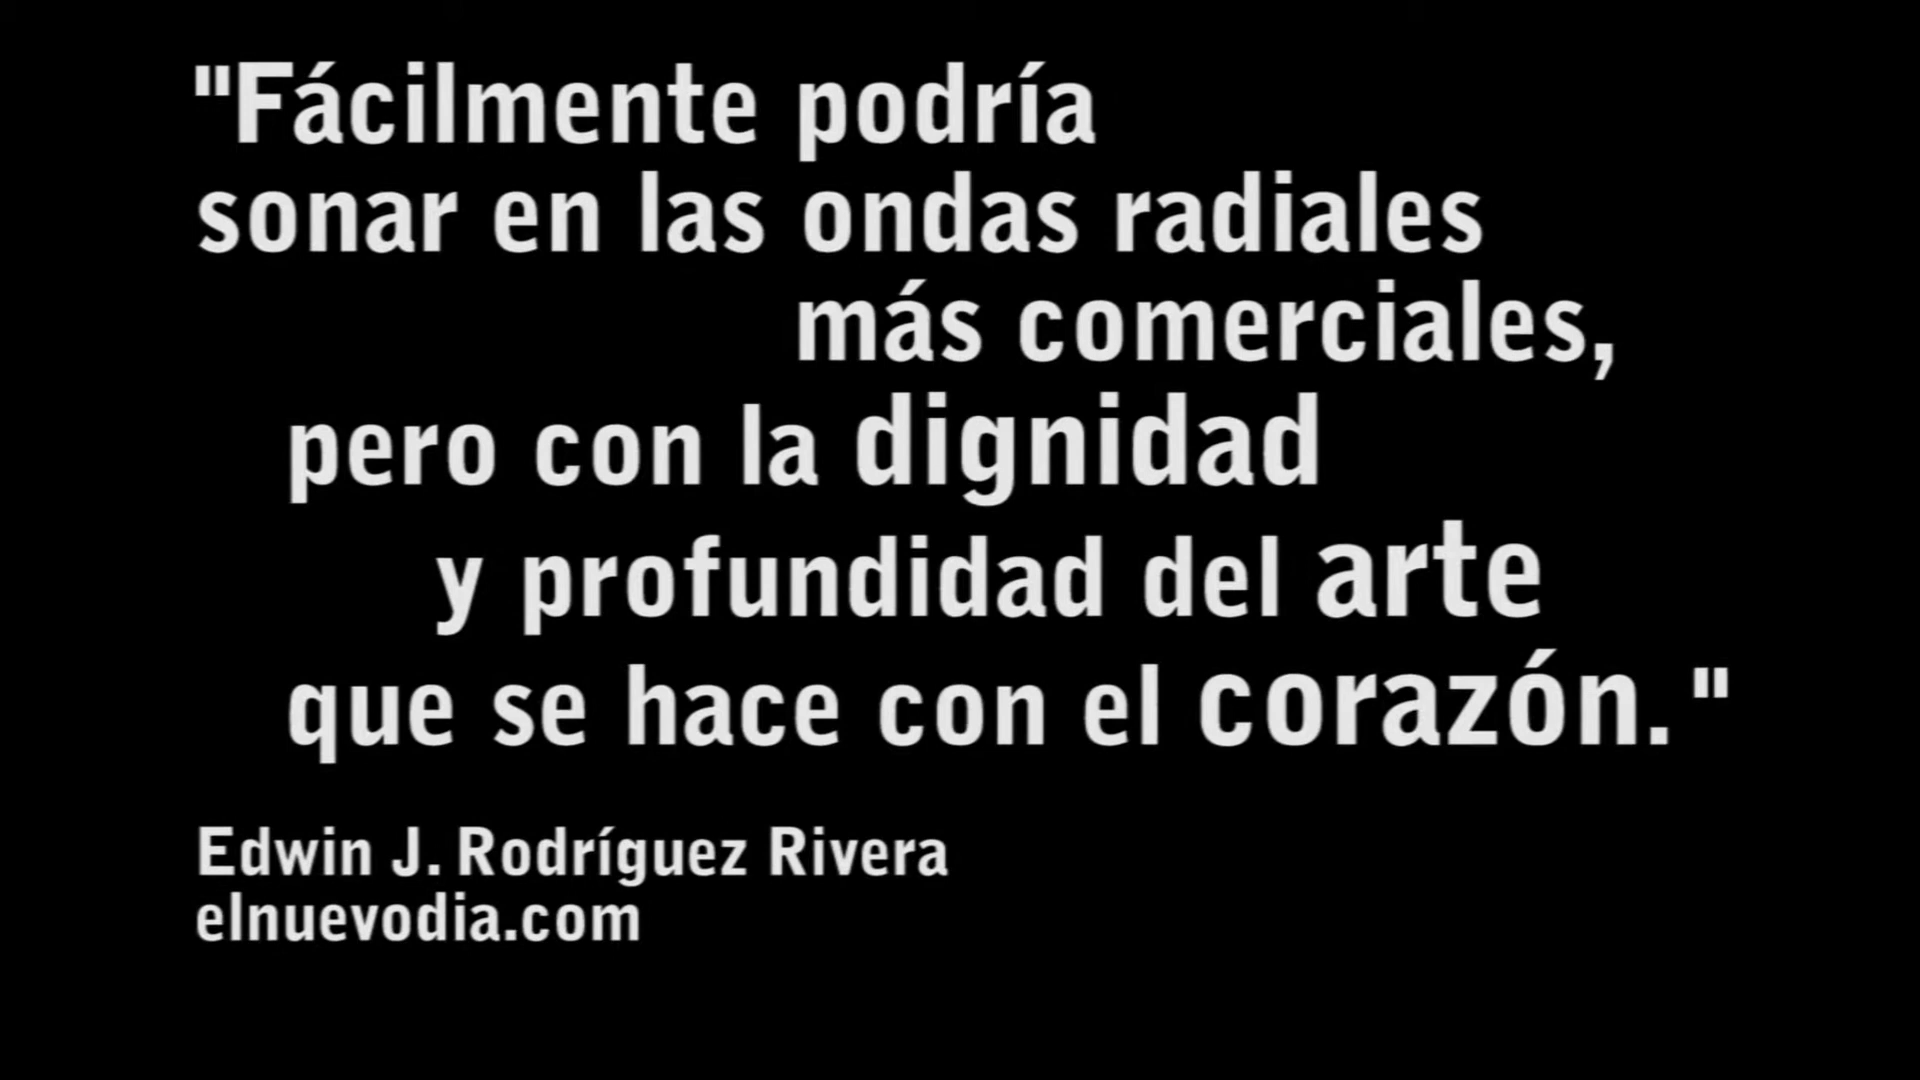 "Fácilmente podría
sonar en las ondas radiales
más comerciales,
pero con la dignidad
y profundidad del arte
que se hace con el corazón."
Edwin J. Rodríguez Rivera
elnuevodia.com